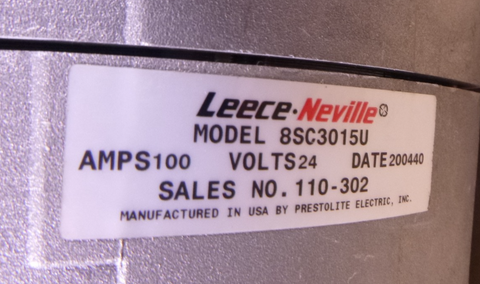 Leece-Neville®
MODEL 8SC3015U
AMPS100 VOLTS24 DATE200440
SALES NO. 110-302
MANUFACTURED IN USA BY PRESTOLITE ELECTRIC, INC.